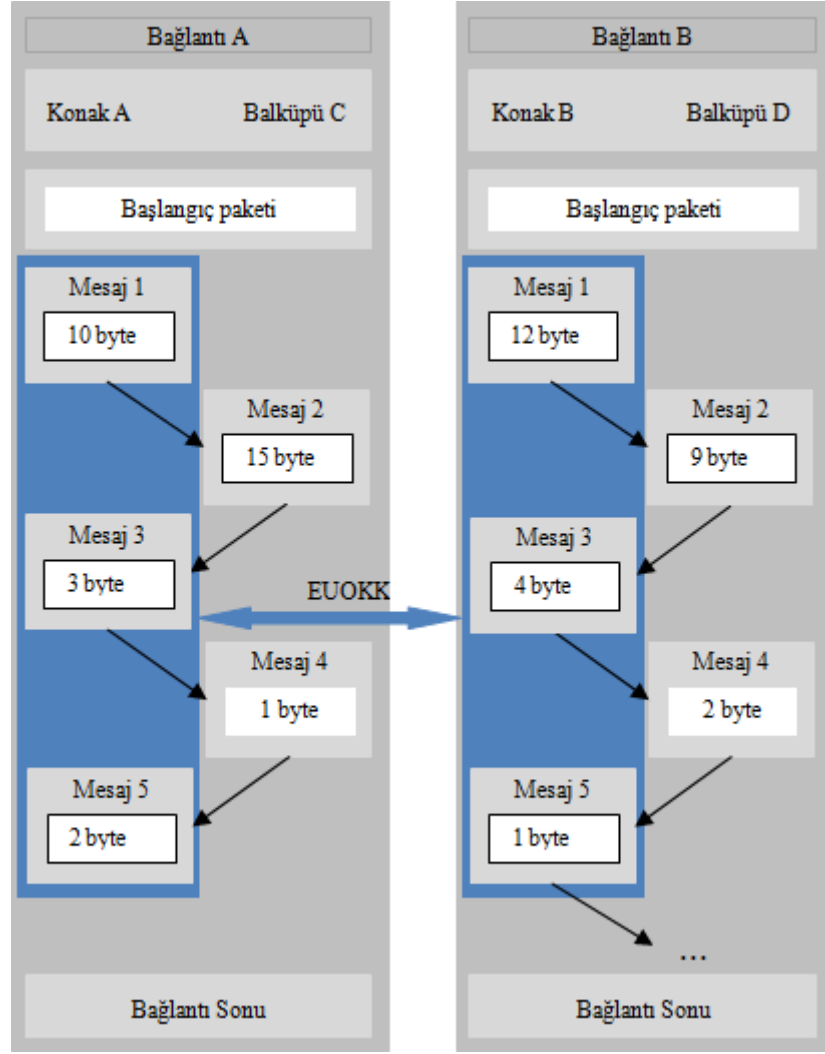 Bağlantı A
Konak A Balküpü C
Başlangıç paketi
Mesaj 1
10 byte
Mesaj 2
15 byte
Mesaj 3
3 byte
EUOKK
Mesaj 4
1 byte
Mesaj 5
2 byte
Bağlantı Sonu
Bağlantı B
Konak B Balküpü D
Başlangıç paketi
Mesaj 1
12 byte
Mesaj 2
9 byte
Mesaj 3
4 byte
Mesaj 4
2 byte
Mesaj 5
1 byte
...
Bağlantı Sonu